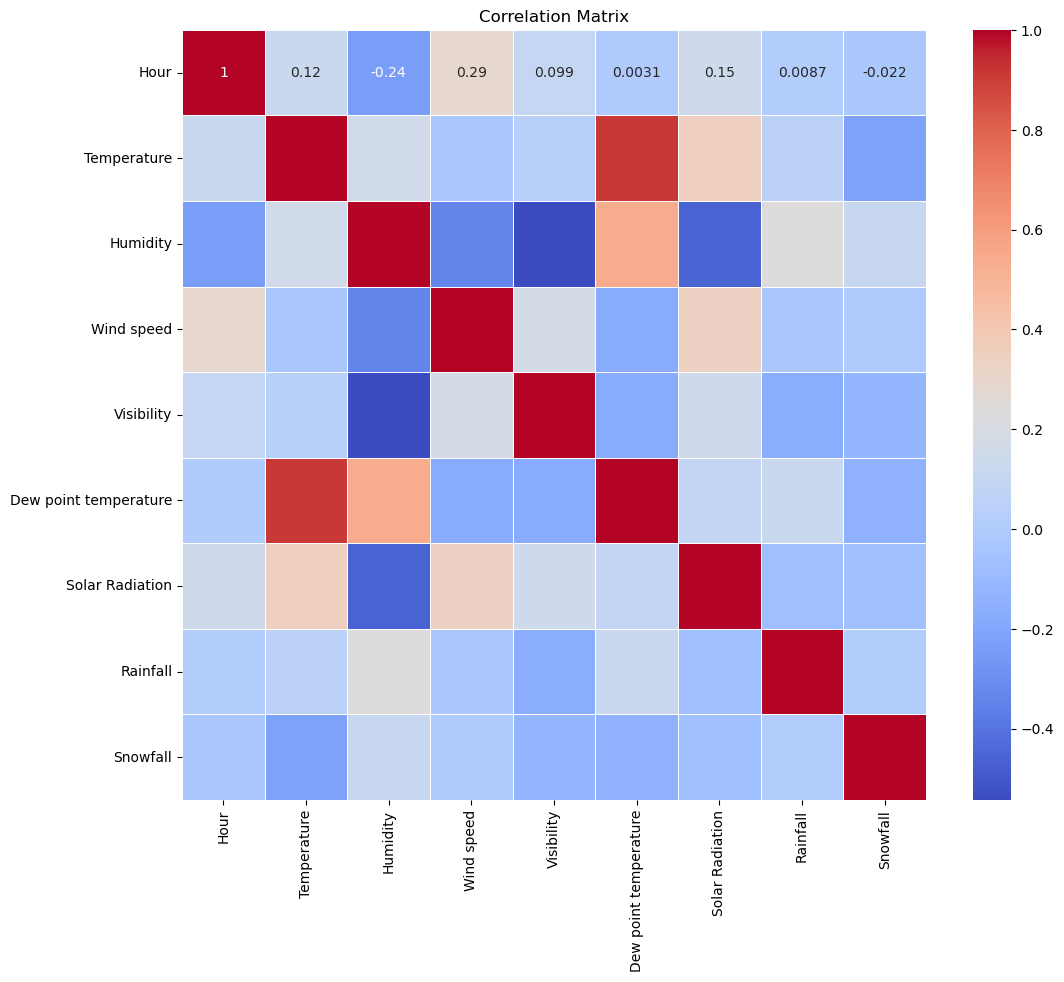 Correlation Matrix
Hour 1 0.12 -0.24 0.29 0.099 0.0031 0.15 0.0087 -0.022
Temperature
Humidity
Wind speed
Visibility
Dew point temperature
Solar Radiation
Rainfall
Snowfall
Hour Temperature Humidity Wind speed Visibility Dew point temperature Solar Radiation Rainfall Snowfall
1.0
0.8
0.6
0.4
0.2
0.0
−0.2
−0.4